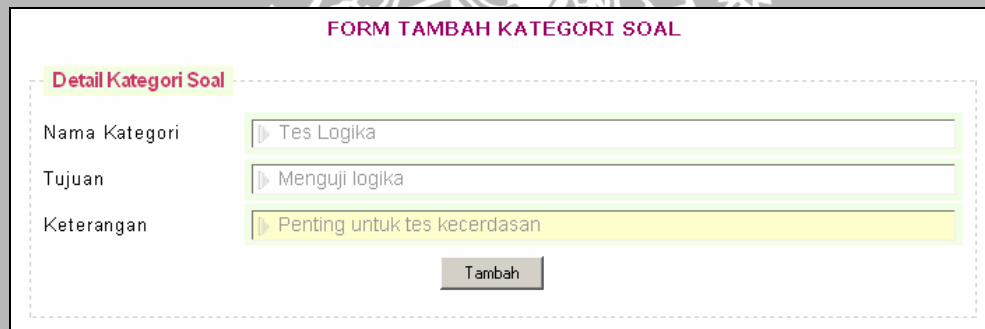 FORM TAMBAH KATEGORI SOAL
Detail Kategori Soal
Nama Kategori Tes Logika
Tujuan Menguji logika
Keterangan Penting untuk tes kecerdasan
Tambah